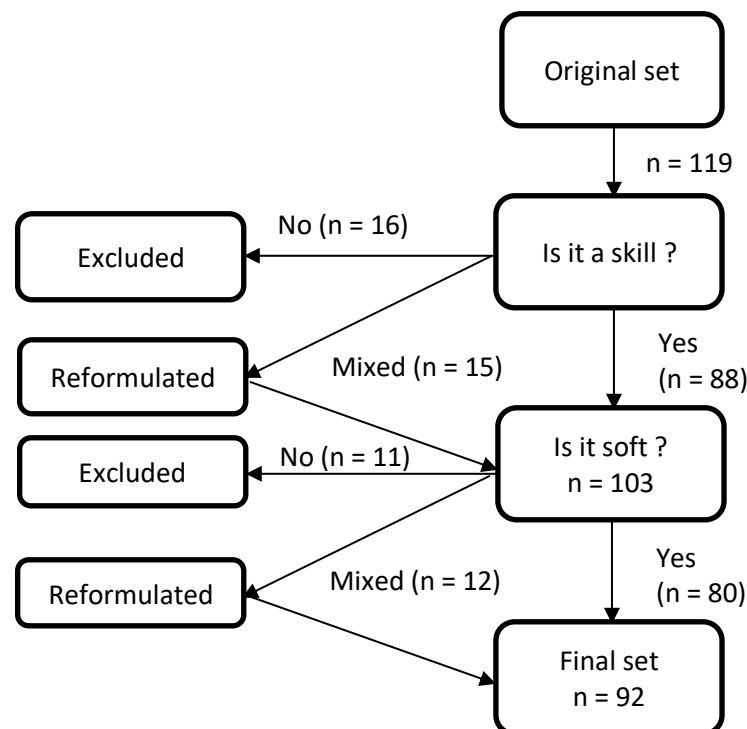 Original set
n = 119
No (n = 16)
Excluded
Is it a skill ?
Mixed (n = 15)
Yes
(n = 88)
Reformulated
Is it soft ?
n = 103
No (n = 11)
Excluded
Mixed (n = 12)
Yes
(n = 80)
Reformulated
Final set
n = 92